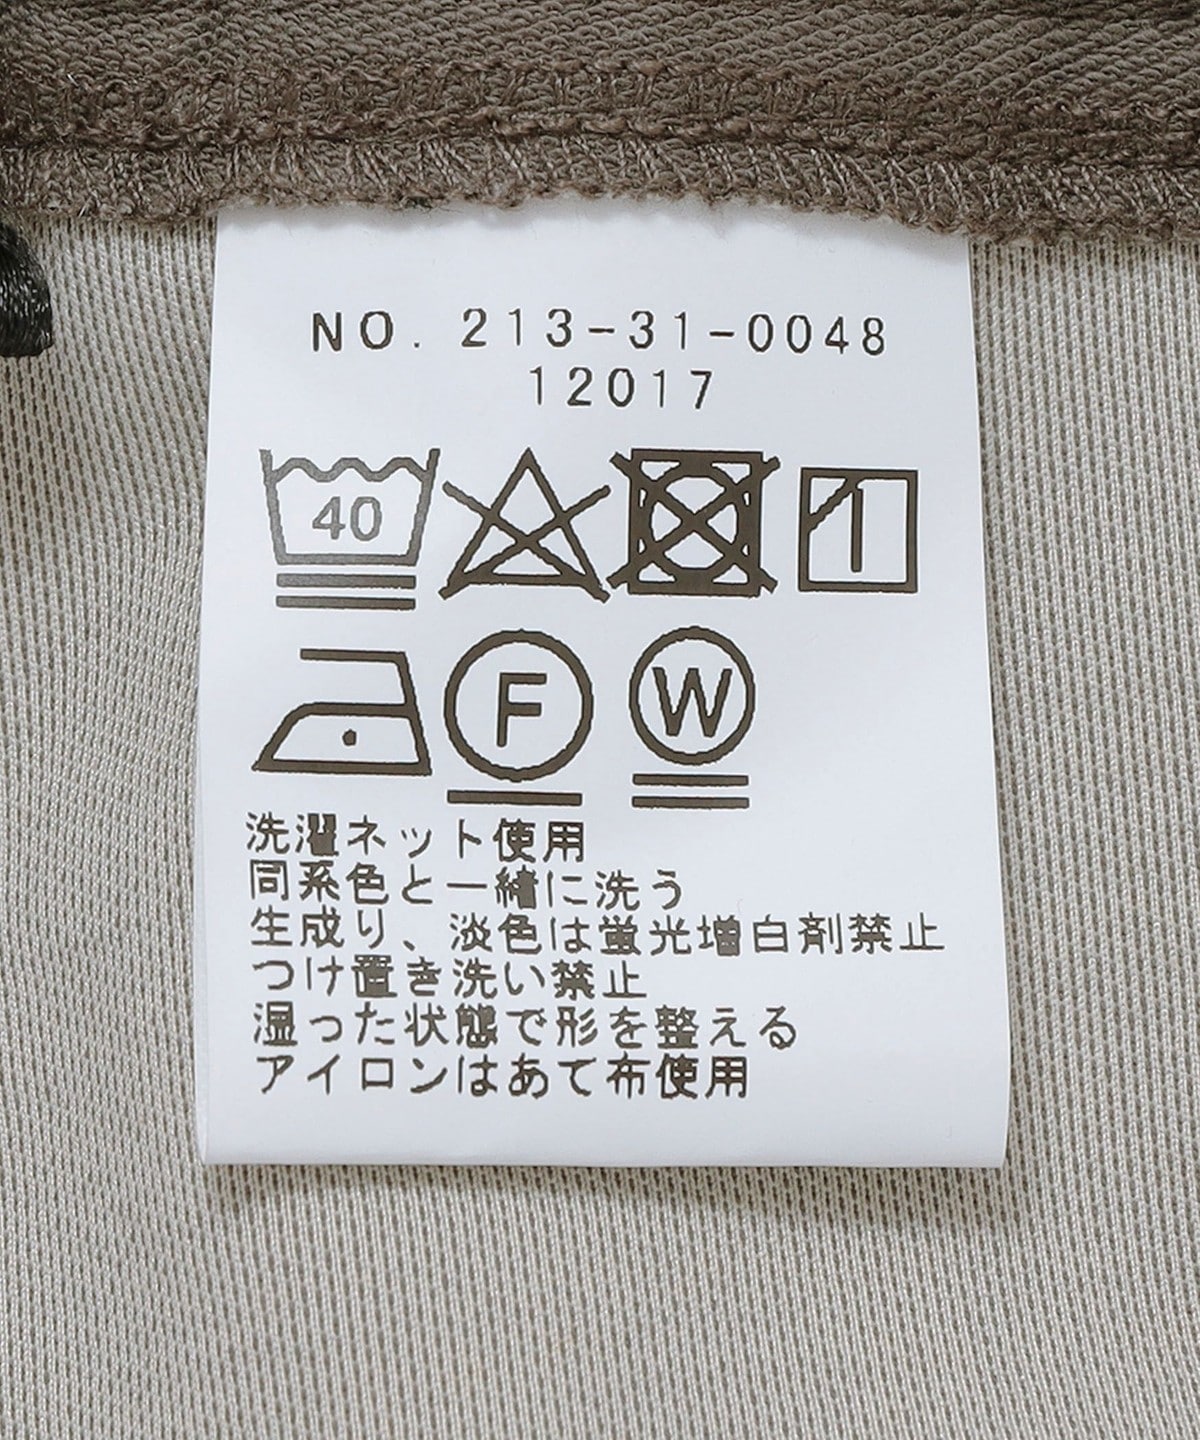 NO. 213-31-0048
12017
40
F
W
洗濯ネット使用
同系色と一緒に洗う
生成り、淡色は蛍光増白剤禁止
つけ置き洗い禁止
湿った状態で形を整える
アイロンはあて布使用